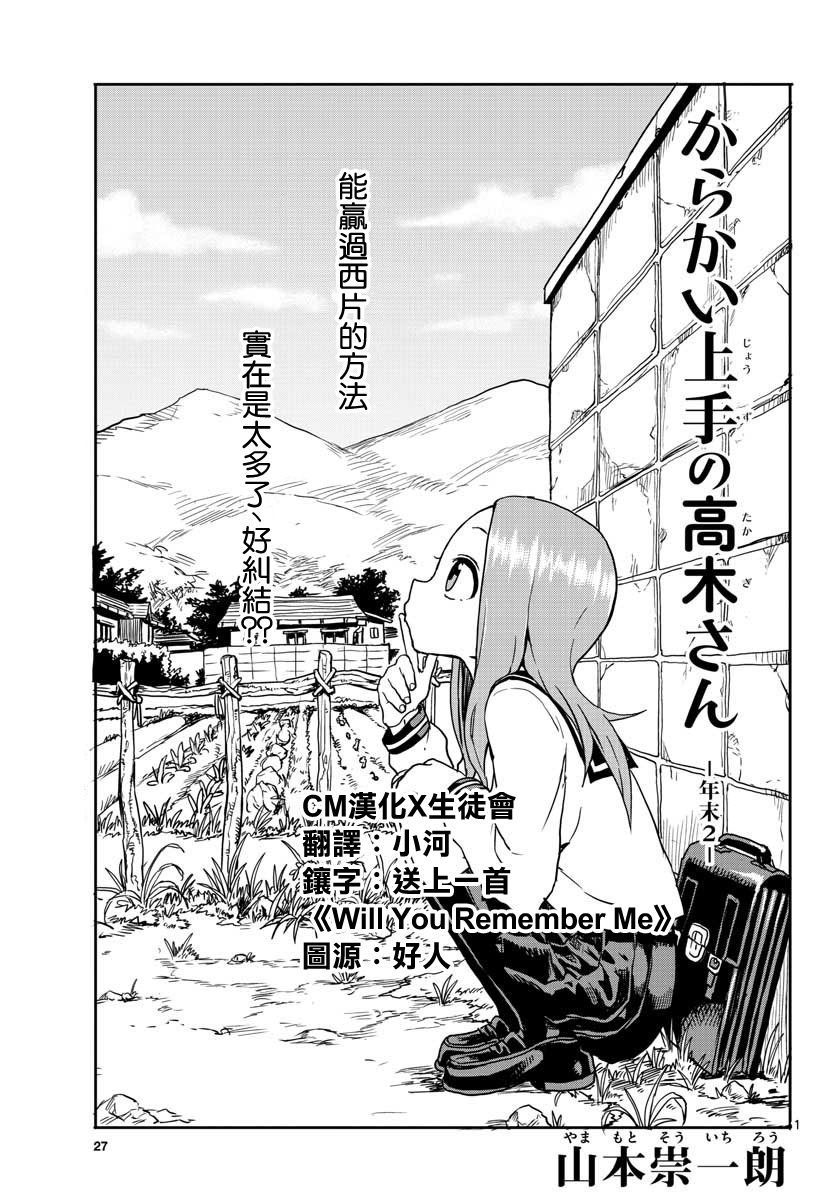 からかい上手の高木さん
じょう
ず
たか
ぎ
-年末2-
能贏過西片的方法
實在是太多了、好糾結??
CM漢化X生徒會
翻譯：小河
鑲字：送上一首
《Will You Remember Me》
圖源：好人
1
27
やま もと そう いち ろう
山本崇一朗